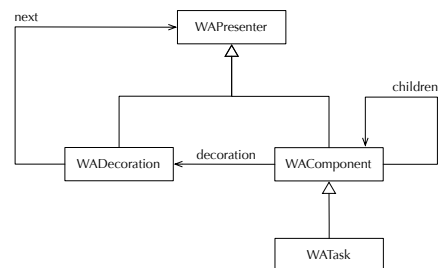 next
WAPresenter
children
WADecoration
decoration
WAComponent
WATask